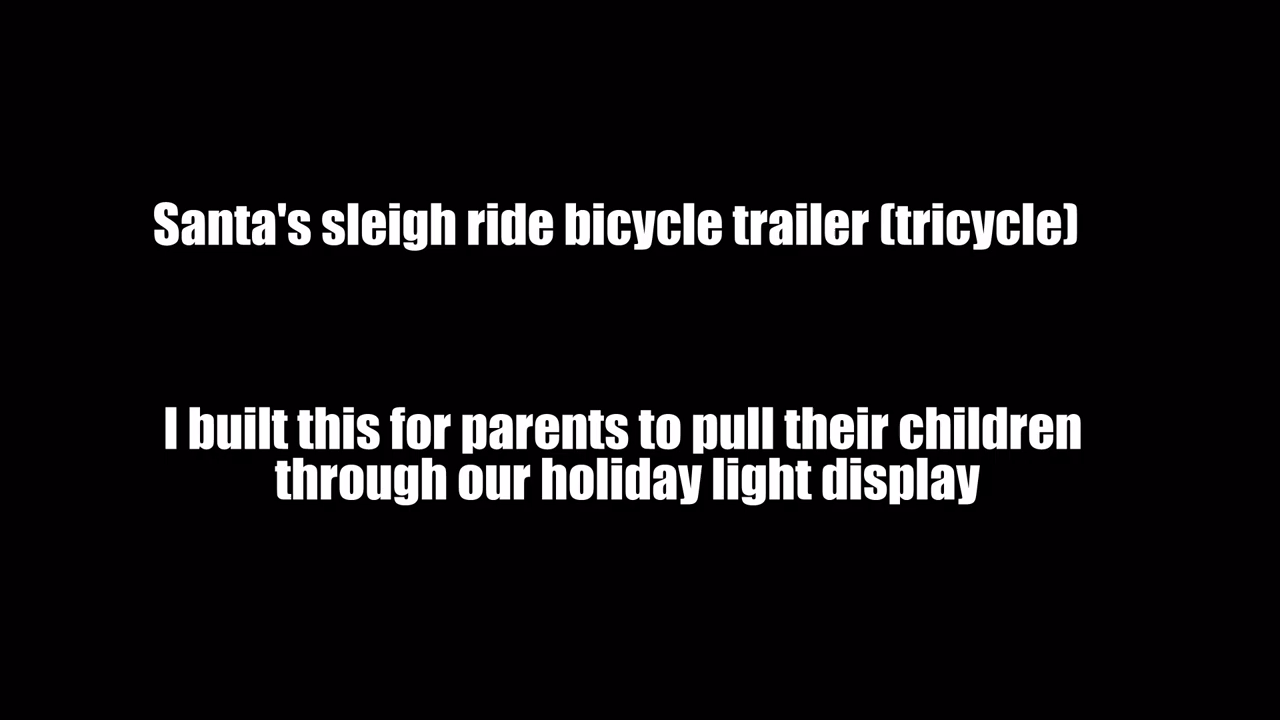 Santa's sleigh ride bicycle trailer (tricycle)
I built this for parents to pull their children
through our holiday light display